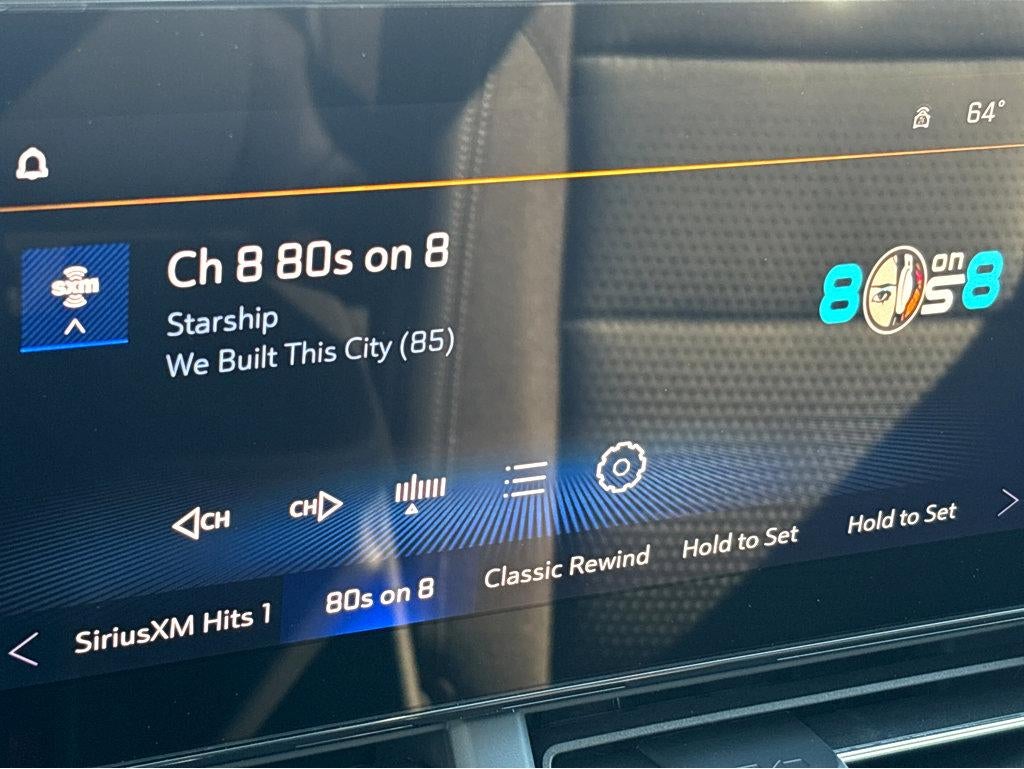 64°
sxm
Ch 8 80s on 8
Starship
We Built This City (85)
80s on 8
CH
CH
SiriusXM Hits 1
80s on 8
Classic Rewind
Hold to Set
Hold to Set